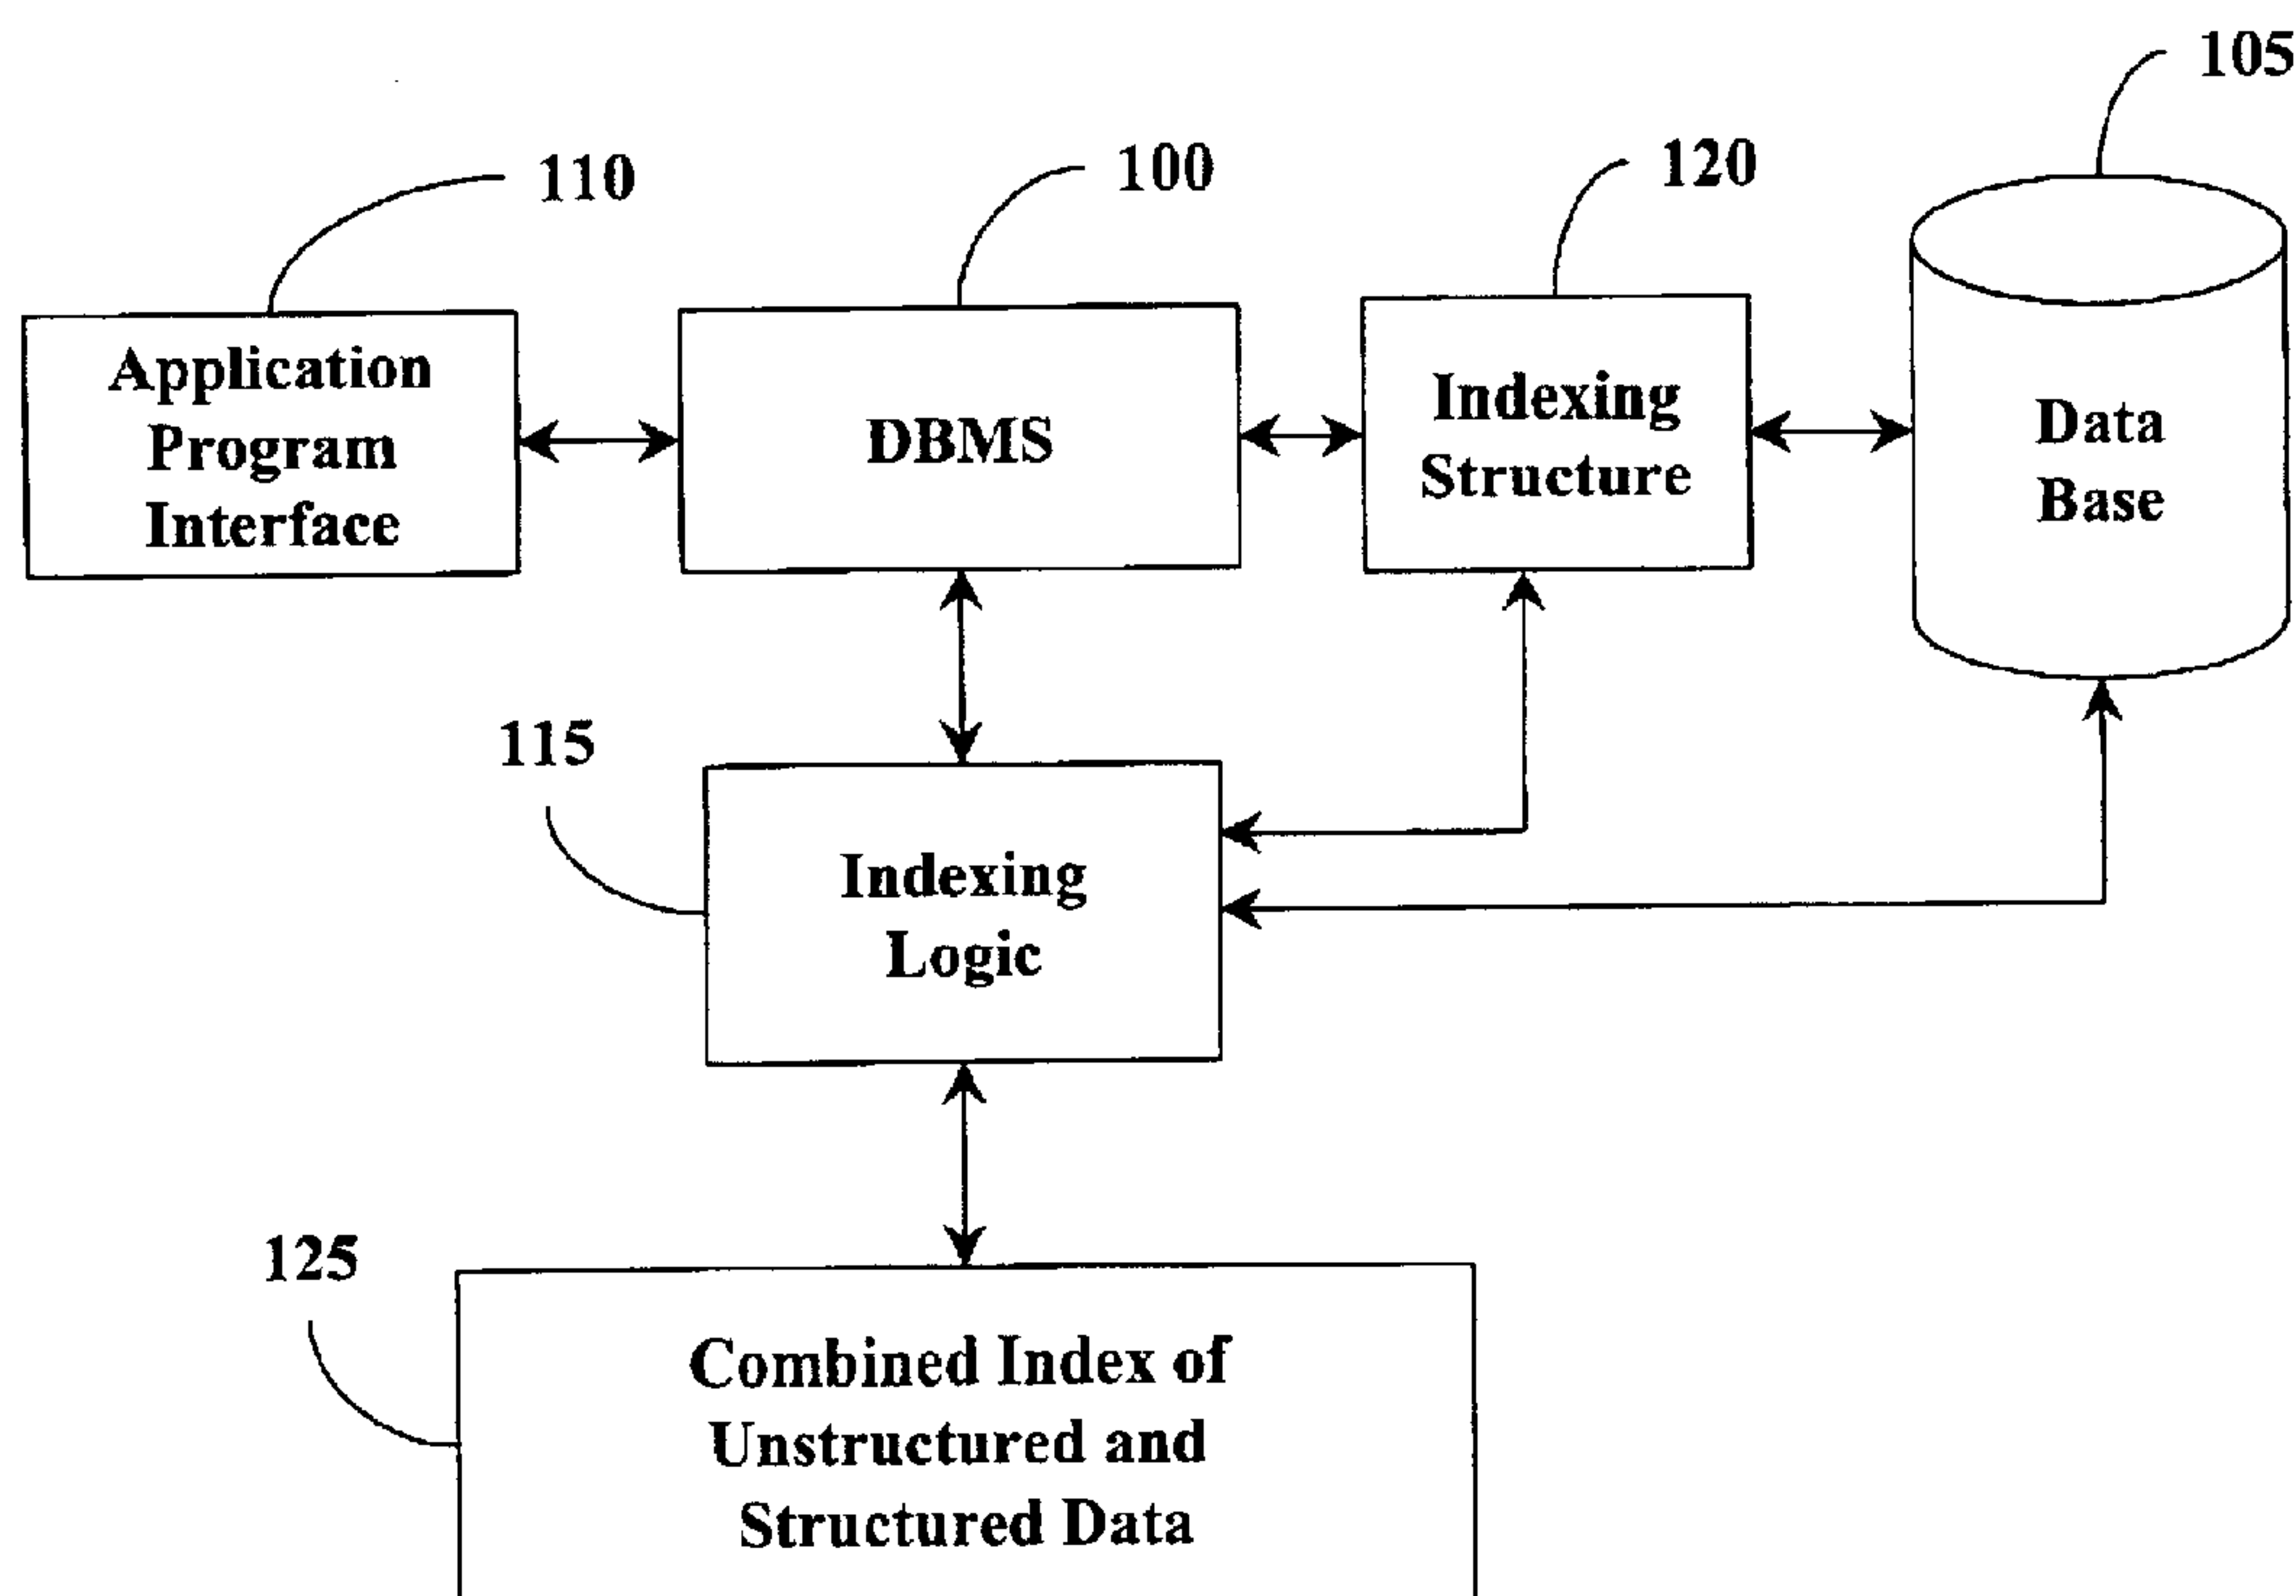 105
110
100
120
Application
Program
Interface
DBMS
Indexing
Structure
Data
Base
115
Indexing
Logic
125
Combined Index of
Unstructured and
Structured Data